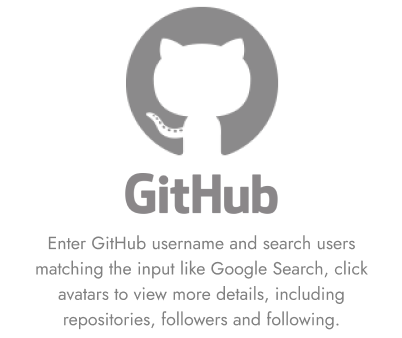 GitHub
Enter GitHub username and search users
matching the input like Google Search, click
avatars to view more details, including
repositories, followers and following.